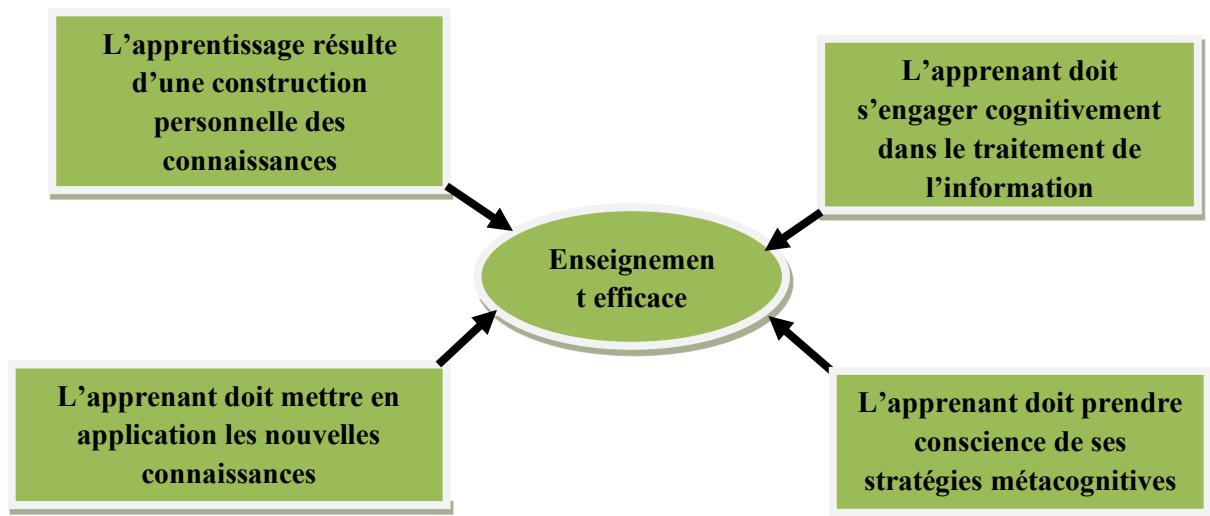 L’apprentissage résulte
d’une construction
personnelle des
connaissances
L’apprenant doit
s’engager cognitivement
dans le traitement de
l’information
Enseignemen
t efficace
L’apprenant doit mettre en
application les nouvelles
connaissances
L’apprenant doit prendre
conscience de ses
stratégies métacognitives